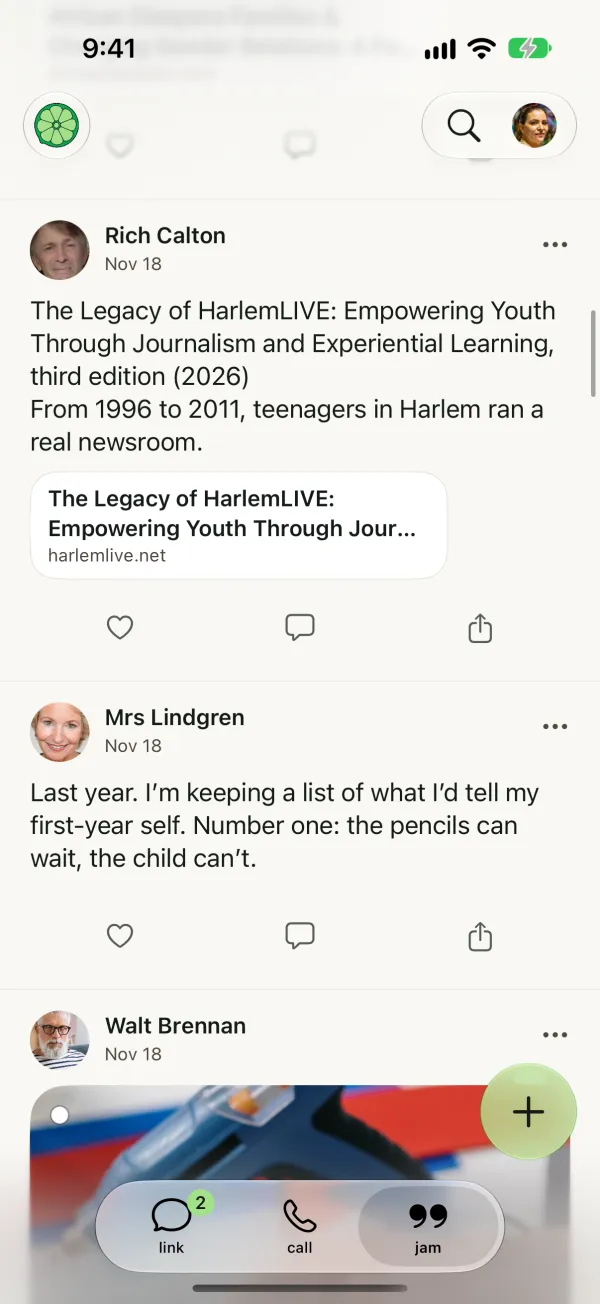 9:41
Rich Calton
Nov 18
The Legacy of HarlemLIVE: Empowering Youth
Through Journalism and Experiential Learning,
third edition (2026)
From 1996 to 2011, teenagers in Harlem ran a
real newsroom.
The Legacy of HarlemLIVE:
Empowering Youth Through Jour...
harlemlive.net
Mrs Lindgren
Nov 18
Last year. I’m keeping a list of what I’d tell my
first-year self. Number one: the pencils can
wait, the child can’t.
Walt Brennan
Nov 18
2
link
call
jam